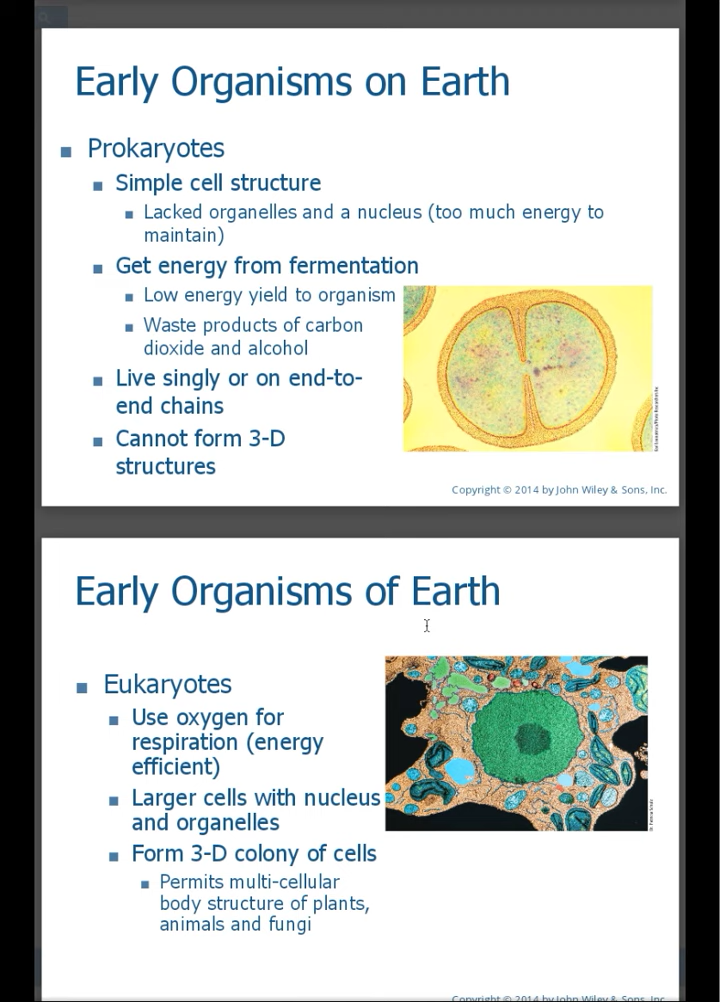 Early Organisms on Earth
Prokaryotes
Simple cell structure
Lacked organelles and a nucleus (too much energy to
maintain)
Get energy from fermentation
Low energy yield to organism
Waste products of carbon
dioxide and alcohol
Live singly or on end-to-
end chains
Cannot form 3-D
structures
Copyright © 2014 by John Wiley & Sons, Inc.
Early Organisms of Earth
Eukaryotes
Use oxygen for
respiration (energy
efficient)
Larger cells with nucleus
and organelles
Form 3-D colony of cells
Permits multi-cellular
body structure of plants,
animals and fungi
Copyright © 2014 by John Wiley & Sons, Inc.